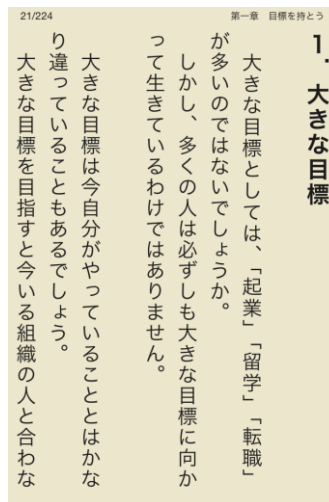 21/224
第一章 目標を持とう
1. 大きな目標
大きな目標としては、「起業」「留学」「転職」
が多いのではないでしょうか。
しかし、多くの人は必ずしも大きな目標に向か
って生きているわけではありません。
大きな目標は今自分がやっていることとはかな
り違っていることもあるでしょう。
大きな目標を目指すと今いる組織の人と合わな